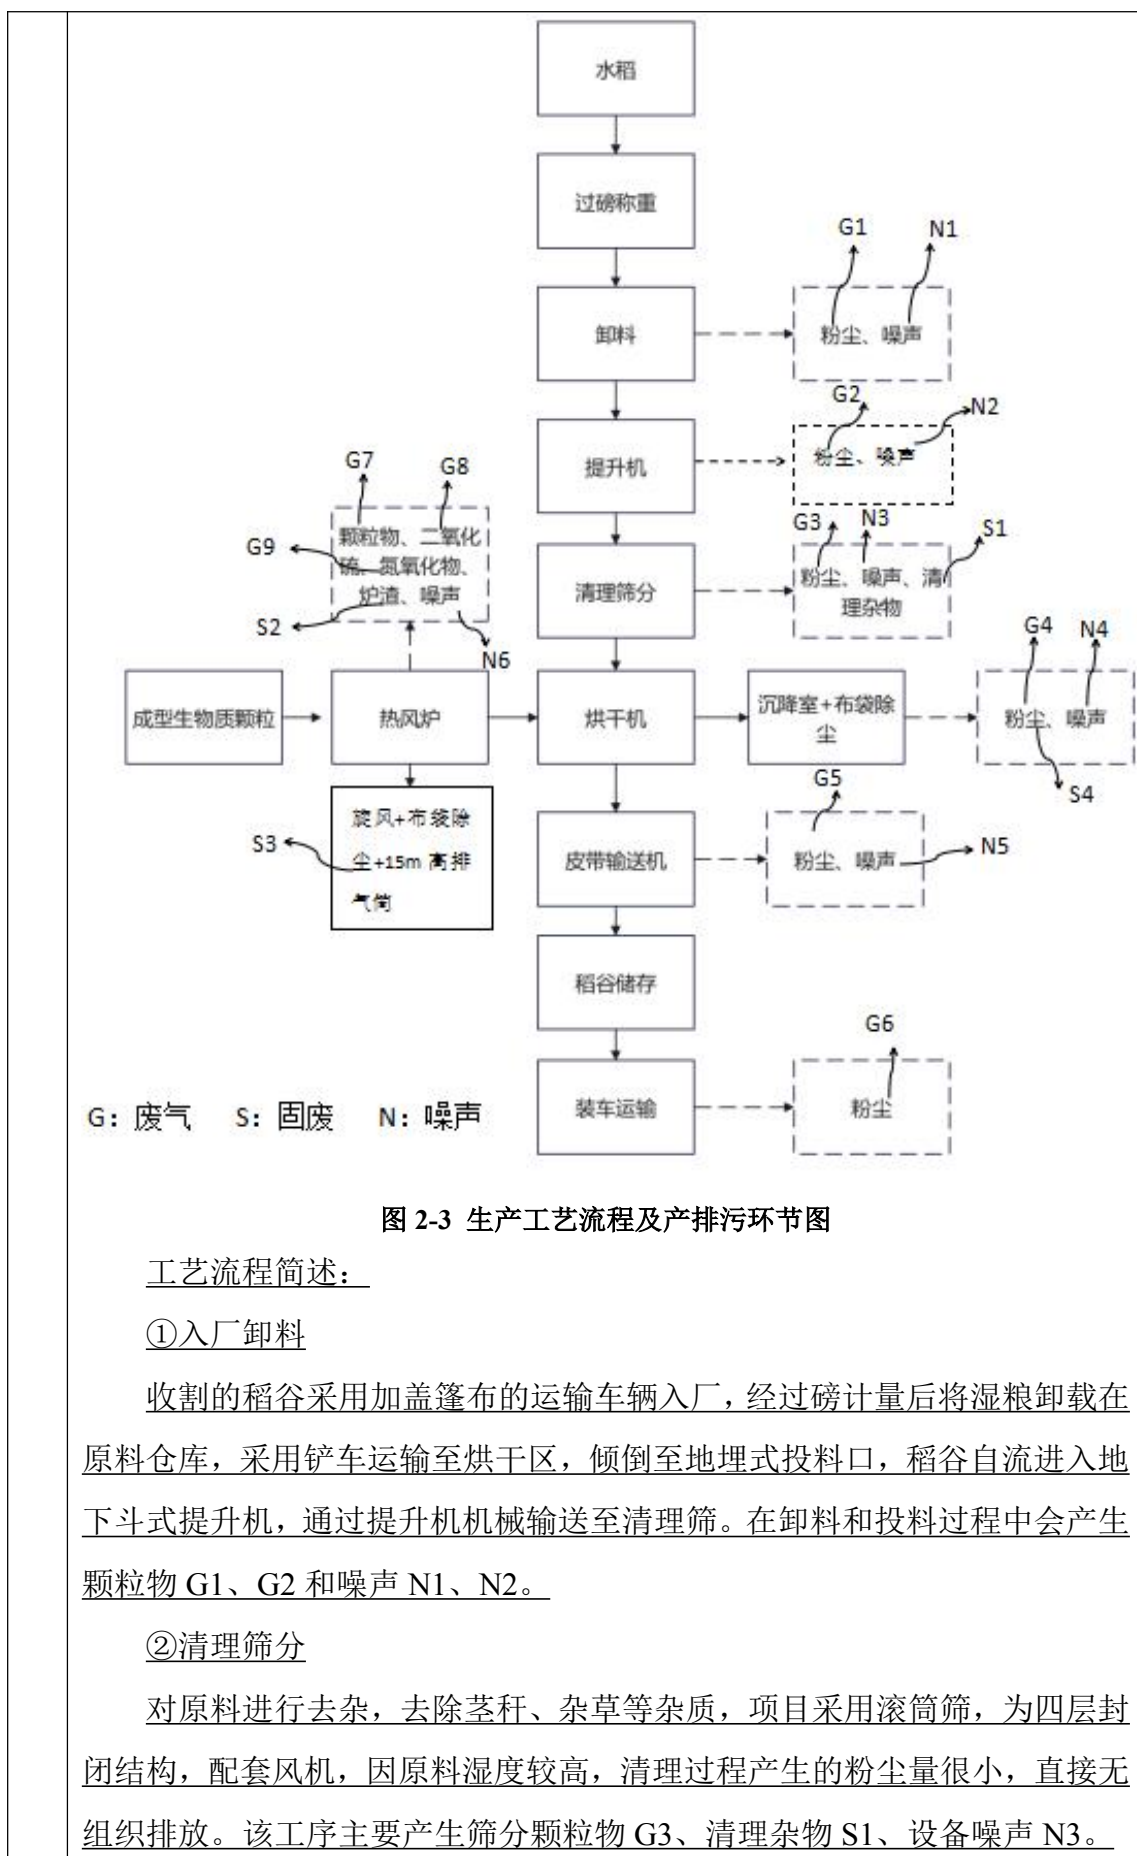 水稻
过磅称重
G1
N1
卸料
粉尘、噪声
G2
N2
提升机
粉尘、噪声
G7
G8
G9
颗粒物、二氧化
硫、氮氧化物、
炉渣、噪声
S2
N6
G3
N3
S1
清理筛分
粉尘、噪声、清
理杂物
G4
N4
成型生物质颗粒
热风炉
烘干机
沉降室+布袋除
尘
粉尘、噪声
S4
S3
旋风+布袋除
尘+15m 高排
气筒
G5
皮带输送机
粉尘、噪声
N5
稻谷储存
G6
装车运输
粉尘
G：废气 S：固废 N：噪声
图 2-3 生产工艺流程及产排污环节图
工艺流程简述：
①入厂卸料
收割的稻谷采用加盖篷布的运输车辆入厂，经过磅计量后将湿粮卸载在
原料仓库，采用铲车运输至烘干区，倾倒至地埋式投料口，稻谷自流进入地
下斗式提升机，通过提升机机械输送至清理筛。在卸料和投料过程中会产生
颗粒物 G1、G2 和噪声 N1、N2。
②清理筛分
对原料进行去杂，去除茎秆、杂草等杂质，项目采用滚筒筛，为四层封
闭结构，配套风机，因原料湿度较高，清理过程产生的粉尘量很小，直接无
组织排放。该工序主要产生筛分颗粒物 G3、清理杂物 S1、设备噪声 N3。